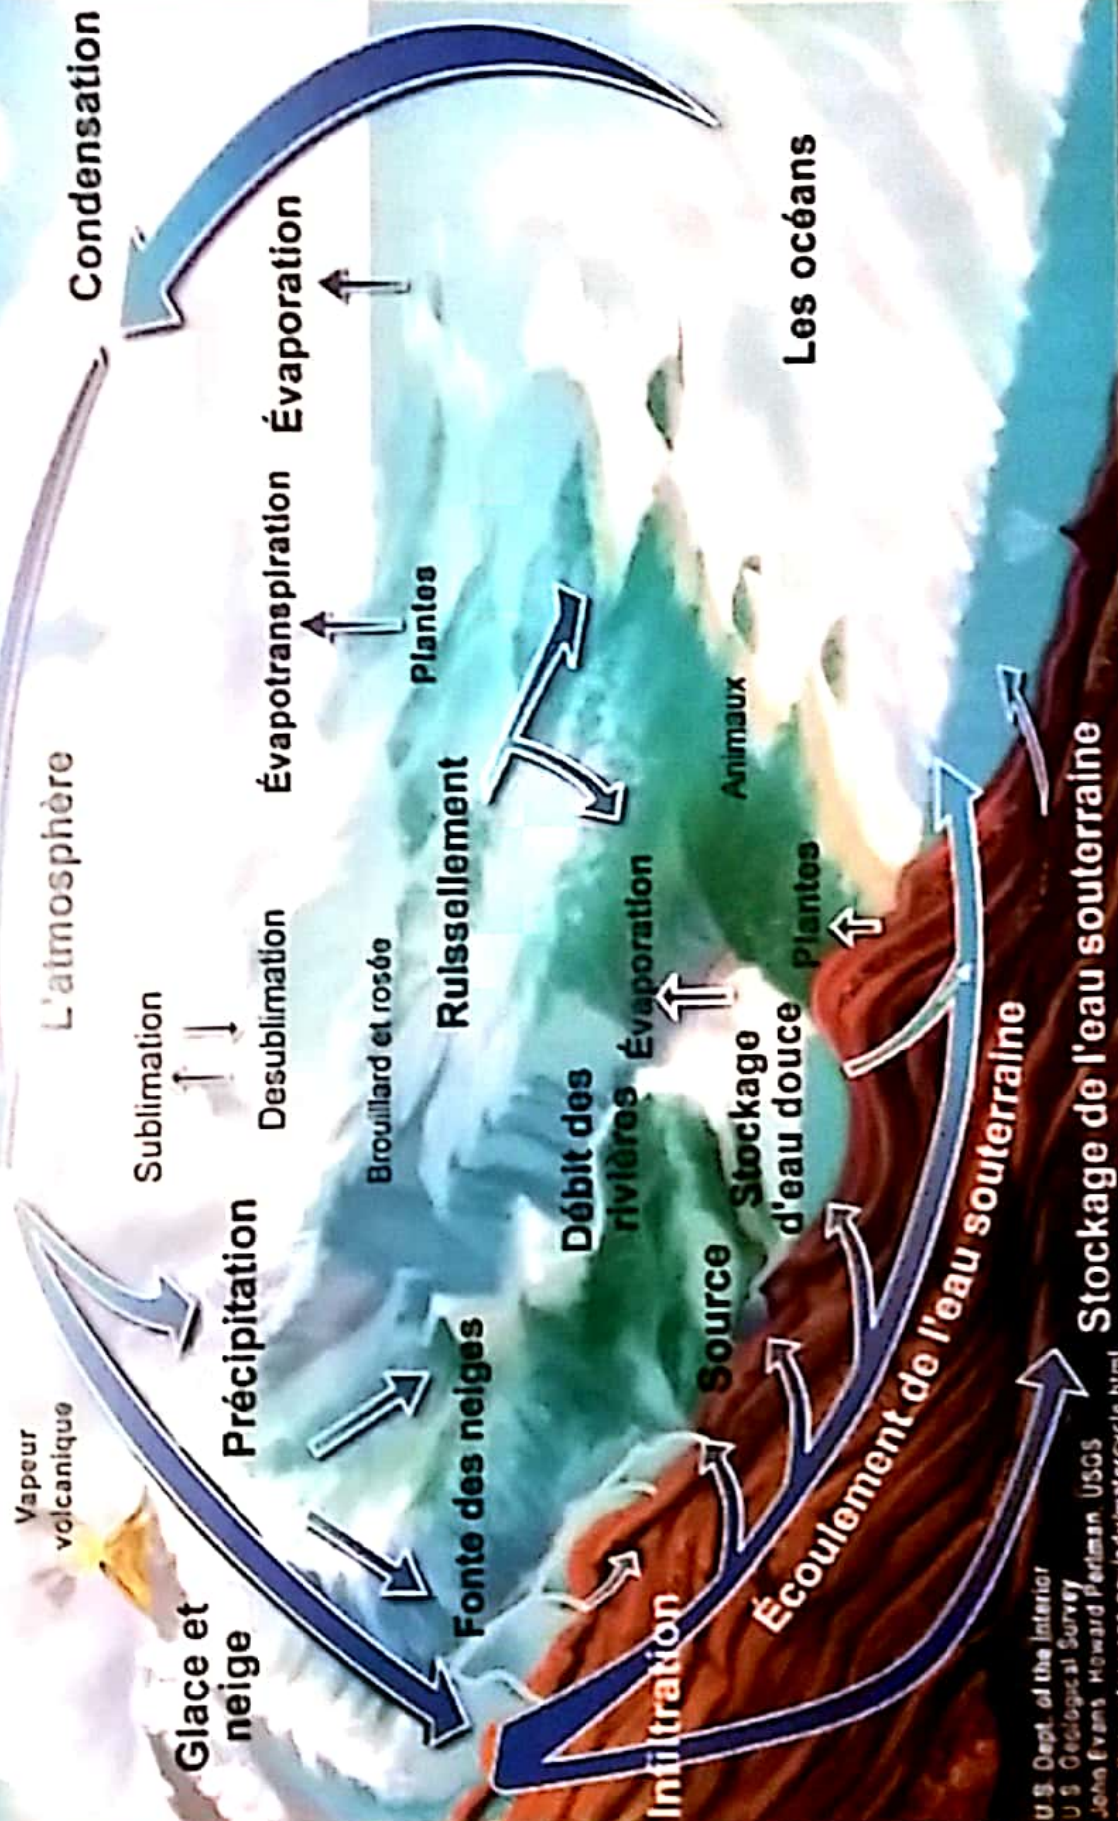 Vapeur
volcanique
L'atmosphère
Condensation
Glace et
neige
Précipitation
Sublimation
Desublimation
Évapotranspiration
Évaporation
Brouillard et rosée
Plantes
Fonte des neiges
Ruissellement
Débit des
rivières
Évaporation
Source
Stockage
d'eau douce
Animaux
Plantes
Les océans
Infiltration
Écoulement de l'eau souterraine
Stockage de l'eau souterraine
U.S. Dept. of the Interior
U.S. Geological Survey
John Evans, Howard Perlman, USGS